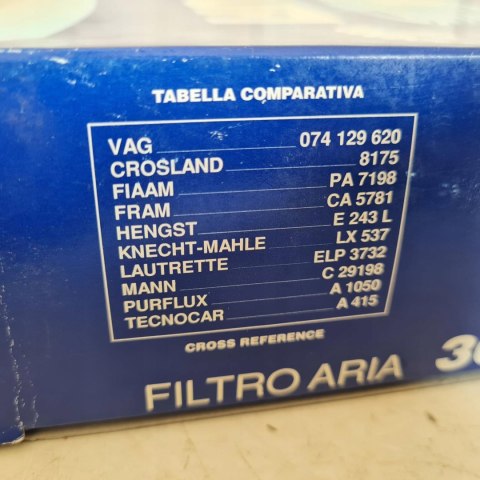 TABELLA COMPARATIVA
VAG 074 129 620
CROSLAND 8175
FIAAM PA 7198
FRAM CA 5781
HENGST E 243 L
KNECHT-MAHLE LX 537
LAUTRETTE ELP 3732
MANN C 29198
PURFLUX A 1050
TECNOCAR A 415
CROSS REFERENCE
FILTRO ARIA